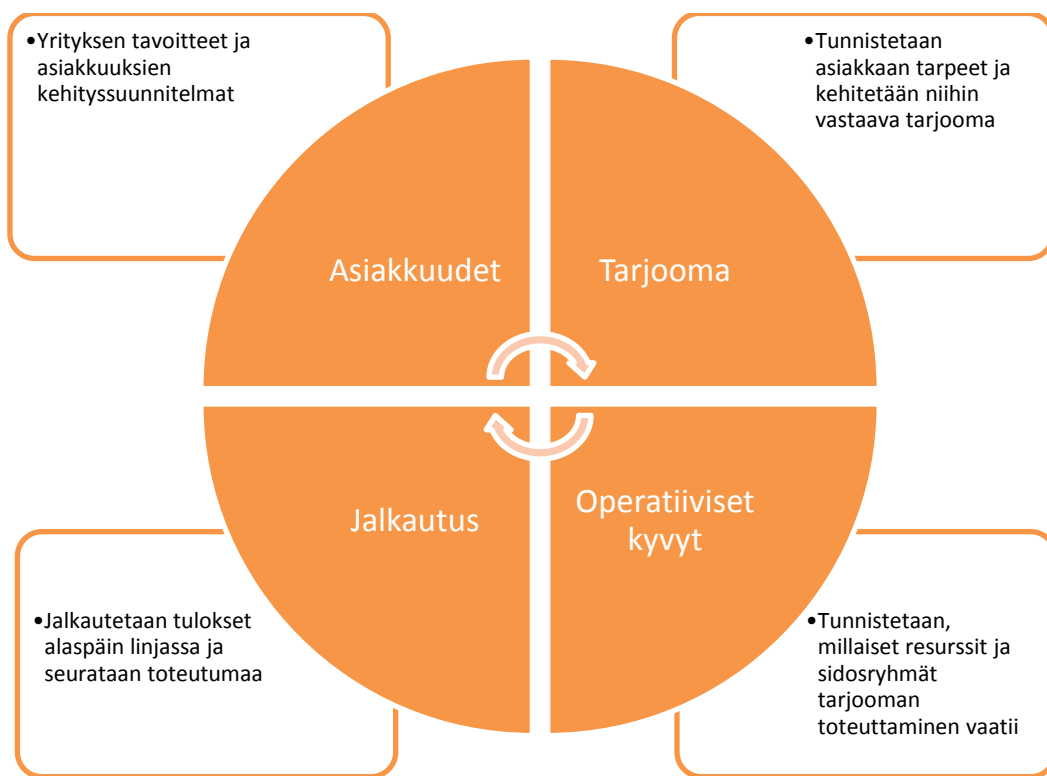 •Yrityksen tavoitteet ja
asiakkuuksien
kehityssuunnitelmat
•Tunnistetaan
asiakkaan tarpeet ja
kehitetään niihin
vastaava tarjooma
Asiakkuudet
Tarjooma
Jalkautus
Operatiiviset
kyvyt
•Jalkautetaan tulokset
alaspäin linjassa ja
seurataan toteutumaa
•Tunnistetaan,
millaiset resurssit ja
sidosryhmät
tarjooman
toteuttaminen vaatii